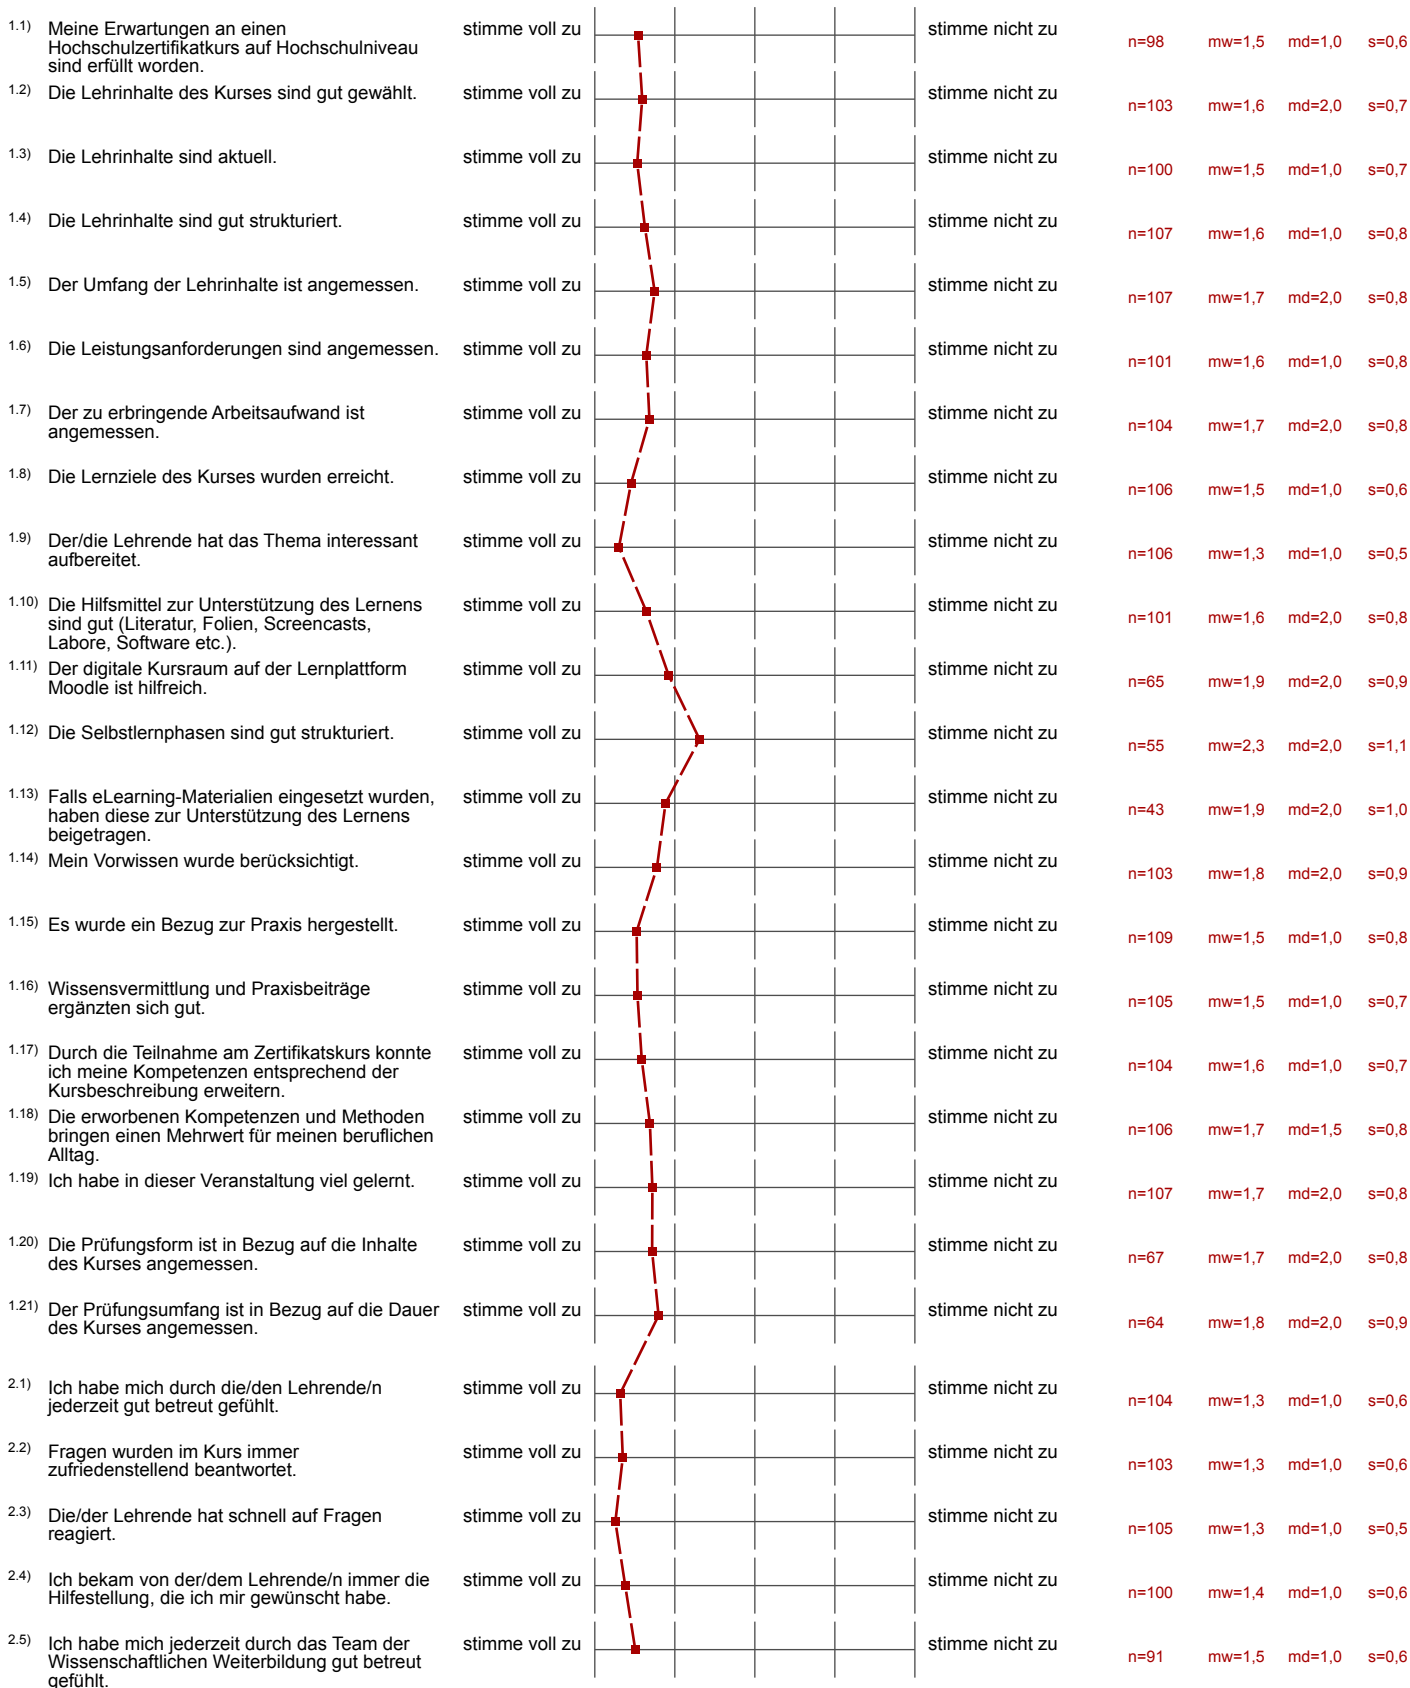 1.1) Meine Erwartungen an einen stimme voll zu stimme nicht zu n=98 mw=1,5 md=1,0 s=0,6
Hochschulzertifikatkurs auf Hochschulniveau
sind erfüllt worden.
1.2) Die Lehrinhalte des Kurses sind gut gewählt. stimme voll zu stimme nicht zu n=103 mw=1,6 md=2,0 s=0,7
1.3) Die Lehrinhalte sind aktuell. stimme voll zu stimme nicht zu n=100 mw=1,5 md=1,0 s=0,7
1.4) Die Lehrinhalte sind gut strukturiert. stimme voll zu stimme nicht zu n=107 mw=1,6 md=1,0 s=0,8
1.5) Der Umfang der Lehrinhalte ist angemessen. stimme voll zu stimme nicht zu n=107 mw=1,7 md=2,0 s=0,8
1.6) Die Leistungsanforderungen sind angemessen. stimme voll zu stimme nicht zu n=101 mw=1,6 md=1,0 s=0,8
1.7) Der zu erbringende Arbeitsaufwand ist stimme voll zu stimme nicht zu n=104 mw=1,7 md=2,0 s=0,8
angemessen.
1.8) Die Lernziele des Kurses wurden erreicht. stimme voll zu stimme nicht zu n=106 mw=1,5 md=1,0 s=0,6
1.9) Der/die Lehrende hat das Thema interessant stimme voll zu stimme nicht zu n=106 mw=1,3 md=1,0 s=0,5
aufbereitet.
1.10) Die Hilfsmittel zur Unterstützung des Lernens stimme voll zu stimme nicht zu n=101 mw=1,6 md=2,0 s=0,8
sind gut (Literatur, Folien, Screencasts,
Labore, Software etc.).
1.11) Der digitale Kursraum auf der Lernplattform stimme voll zu stimme nicht zu n=65 mw=1,9 md=2,0 s=0,9
Moodle ist hilfreich.
1.12) Die Selbstlernphasen sind gut strukturiert. stimme voll zu stimme nicht zu n=55 mw=2,3 md=2,0 s=1,1
1.13) Falls eLearning-Materialien eingesetzt wurden, stimme voll zu stimme nicht zu n=43 mw=1,9 md=2,0 s=1,0
haben diese zur Unterstützung des Lernens
beigetragen.
1.14) Mein Vorwissen wurde berücksichtigt. stimme voll zu stimme nicht zu n=103 mw=1,8 md=2,0 s=0,9
1.15) Es wurde ein Bezug zur Praxis hergestellt. stimme voll zu stimme nicht zu n=109 mw=1,5 md=1,0 s=0,8
1.16) Wissensvermittlung und Praxisbeiträge stimme voll zu stimme nicht zu n=105 mw=1,5 md=1,0 s=0,7
ergänzten sich gut.
1.17) Durch die Teilnahme am Zertifikatskurs konnte stimme voll zu stimme nicht zu n=104 mw=1,6 md=1,0 s=0,7
ich meine Kompetenzen entsprechend der
Kursbeschreibung erweitern.
1.18) Die erworbenen Kompetenzen und Methoden stimme voll zu stimme nicht zu n=106 mw=1,7 md=1,5 s=0,8
bringen einen Mehrwert für meinen beruflichen
Alltag.
1.19) Ich habe in dieser Veranstaltung viel gelernt. stimme voll zu stimme nicht zu n=107 mw=1,7 md=2,0 s=0,8
1.20) Die Prüfungsform ist in Bezug auf die Inhalte stimme voll zu stimme nicht zu n=67 mw=1,7 md=2,0 s=0,8
des Kurses angemessen.
1.21) Der Prüfungsumfang ist in Bezug auf die Dauer stimme voll zu stimme nicht zu n=64 mw=1,8 md=2,0 s=0,9
des Kurses angemessen.
2.1) Ich habe mich durch die/den Lehrende/n stimme voll zu stimme nicht zu n=104 mw=1,3 md=1,0 s=0,6
jederzeit gut betreut gefühlt.
2.2) Fragen wurden im Kurs immer stimme voll zu stimme nicht zu n=103 mw=1,3 md=1,0 s=0,6
zufriedenstellend beantwortet.
2.3) Die/der Lehrende hat schnell auf Fragen stimme voll zu stimme nicht zu n=105 mw=1,3 md=1,0 s=0,5
reagiert.
2.4) Ich bekam von der/dem Lehrende/n immer die stimme voll zu stimme nicht zu n=100 mw=1,4 md=1,0 s=0,6
Hilfestellung, die ich mir gewünscht habe.
2.5) Ich habe mich jederzeit durch das Team der stimme voll zu stimme nicht zu n=91 mw=1,5 md=1,0 s=0,6
Wissenschaftlichen Weiterbildung gut betreut
gefühlt.